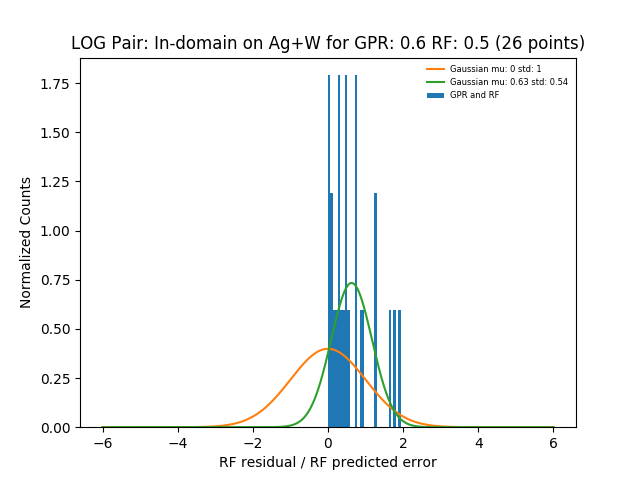 LOG Pair: In-domain on Ag+W for GPR: 0.6 RF: 0.5 (26 points)
Gaussian mu: 0 std: 1
Gaussian mu: 0.63 std: 0.54
GPR and RF
Normalized Counts
1.75
1.50
1.25
1.00
0.75
0.50
0.25
0.00
−6 −4 −2 0 2 4 6
RF residual / RF predicted error